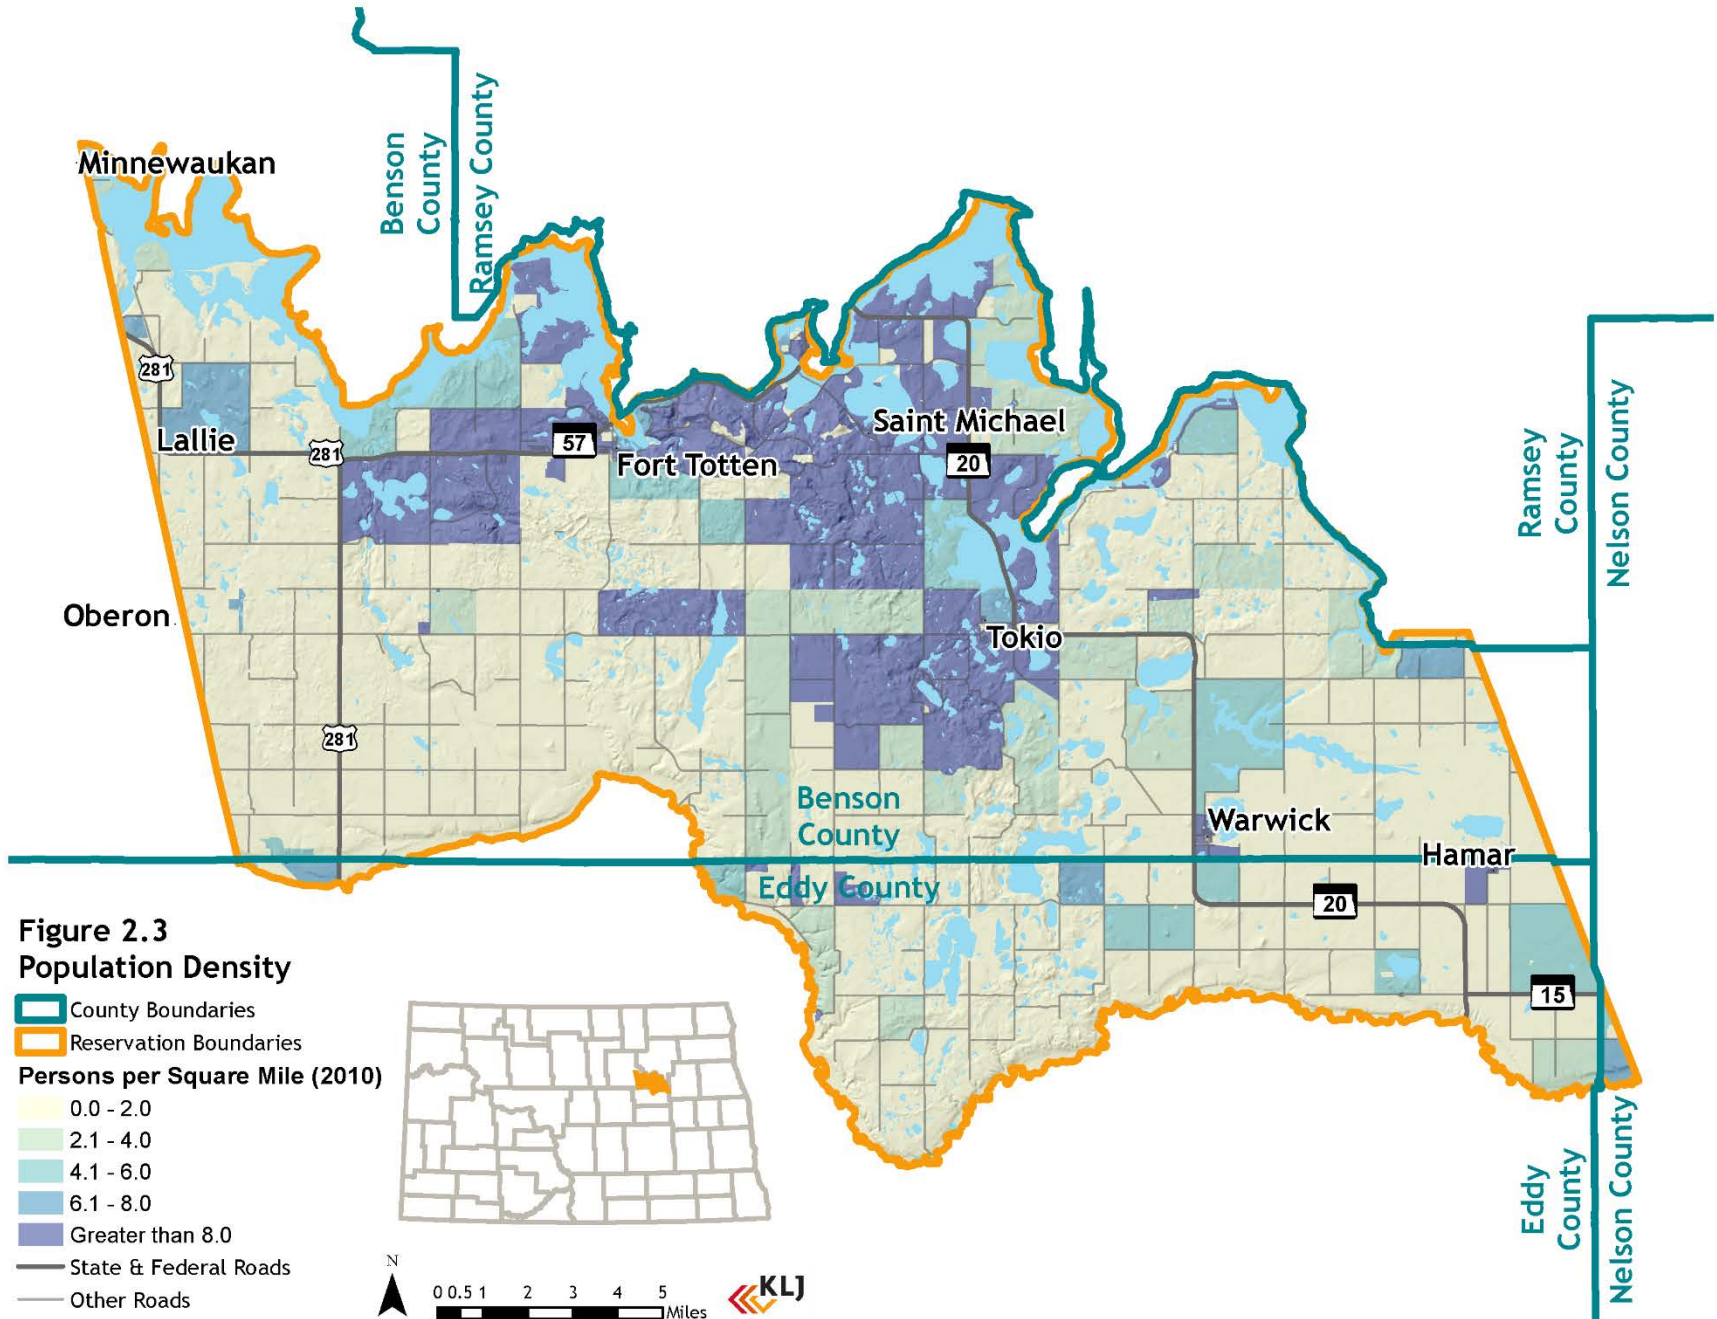 Minnewaukan
Benson
County
Ramsey County
281
Lallie
281
57
Fort Totten
Saint Michael
20
Ramsey
County
Nelson County
Oberon
Tokio
281
Benson
County
Warwick
Hamar
Eddy County
20
15
Eddy
County
Nelson County
Figure 2.3
Population Density
County Boundaries
Reservation Boundaries
Persons per Square Mile (2010)
0.0 - 2.0
2.1 - 4.0
4.1 - 6.0
6.1 - 8.0
Greater than 8.0
State & Federal Roads
Other Roads
N
0 0.5 1 2 3 4 5
Miles
KLJ